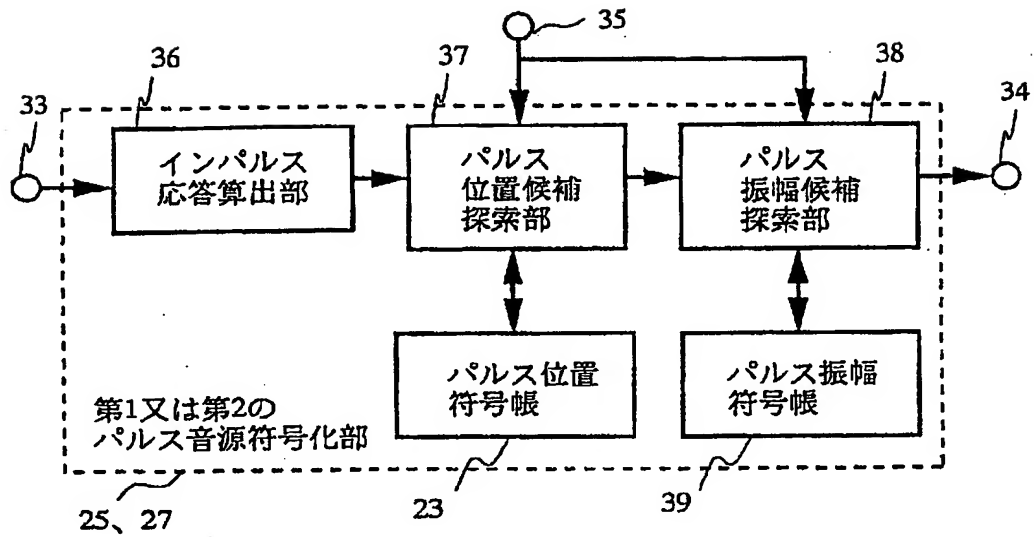 35
36
37
38
33
34
インパルス
応答算出部
パルス
位置候補
探索部
パルス
振幅候補
探索部
パルス位置
符号帳
パルス振幅
符号帳
第1又は第2の
パルス音源符号化部
25、27
23
39